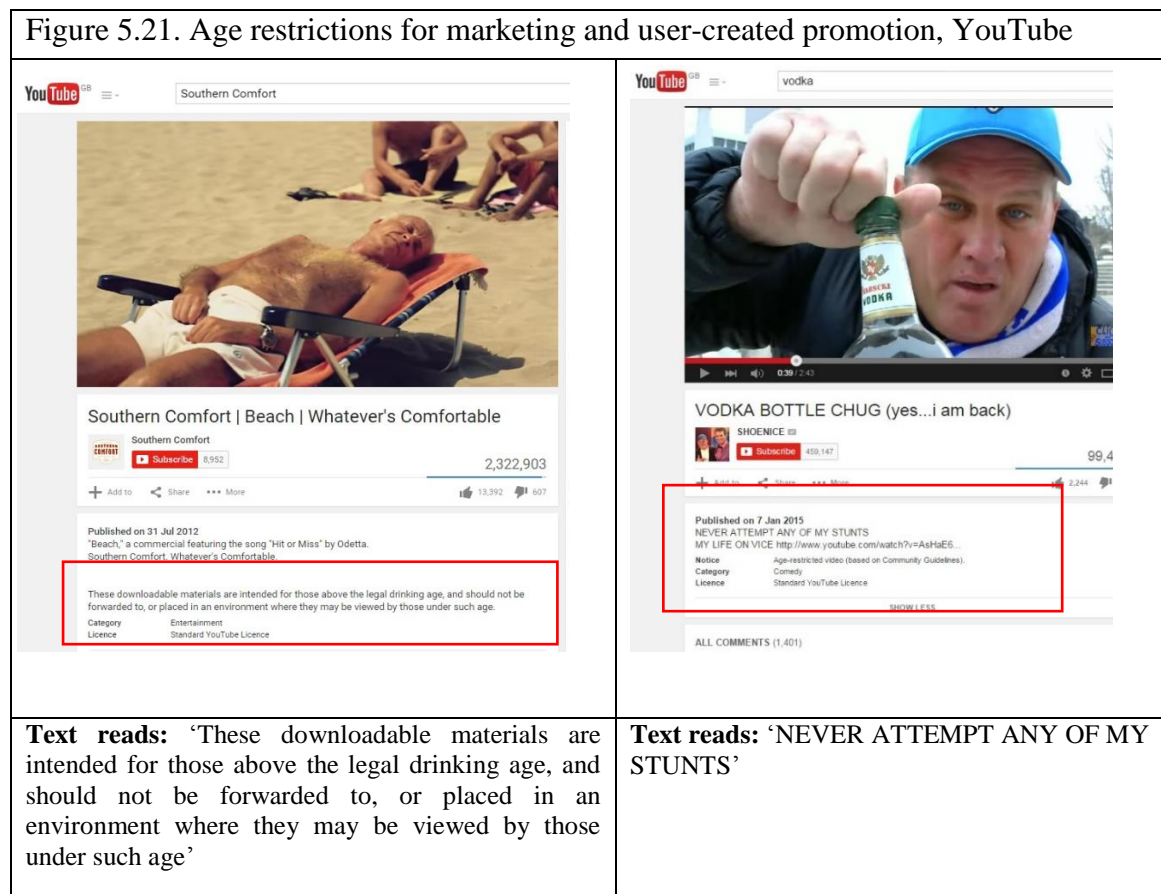 Figure 5.21. Age restrictions for marketing and user-created promotion, YouTube
YouTube GB
Southern Comfort
Southern Comfort | Beach | Whatever's Comfortable
SOUTHERN
COMFORT
Southern Comfort
Subscribe 6,952
2,322,903
Add to Share More
13,392 607
Published on 31 Jul 2012
"Beach," a commercial featuring the song "Hit or Miss" by Odetta.
Southern Comfort. Whatever's Comfortable.
These downloadable materials are intended for those above the legal drinking age, and should not be
forwarded to, or placed in an environment where they may be viewed by those under such age.
Category Entertainment
Licence Standard YouTube Licence
Text reads: ‘These downloadable materials are
intended for those above the legal drinking age, and
should not be forwarded to, or placed in an
environment where they may be viewed by those
under such age’
YouTube GB
vodka
VODKA
0:39 / 2:43
VODKA BOTTLE CHUG (yes...i am back)
SHOENICE
Subscribe 459,147
99,4
Add to Share More
2,244
Published on 7 Jan 2015
NEVER ATTEMPT ANY OF MY STUNTS
MY LIFE ON VICE http://www.youtube.com/watch?v=AsHaE6...
Notice Age-restricted video (based on Community Guidelines).
Category Comedy
Licence Standard YouTube Licence
SHOW LESS
ALL COMMENTS (1,401)
Text reads: ‘NEVER ATTEMPT ANY OF MY
STUNTS’